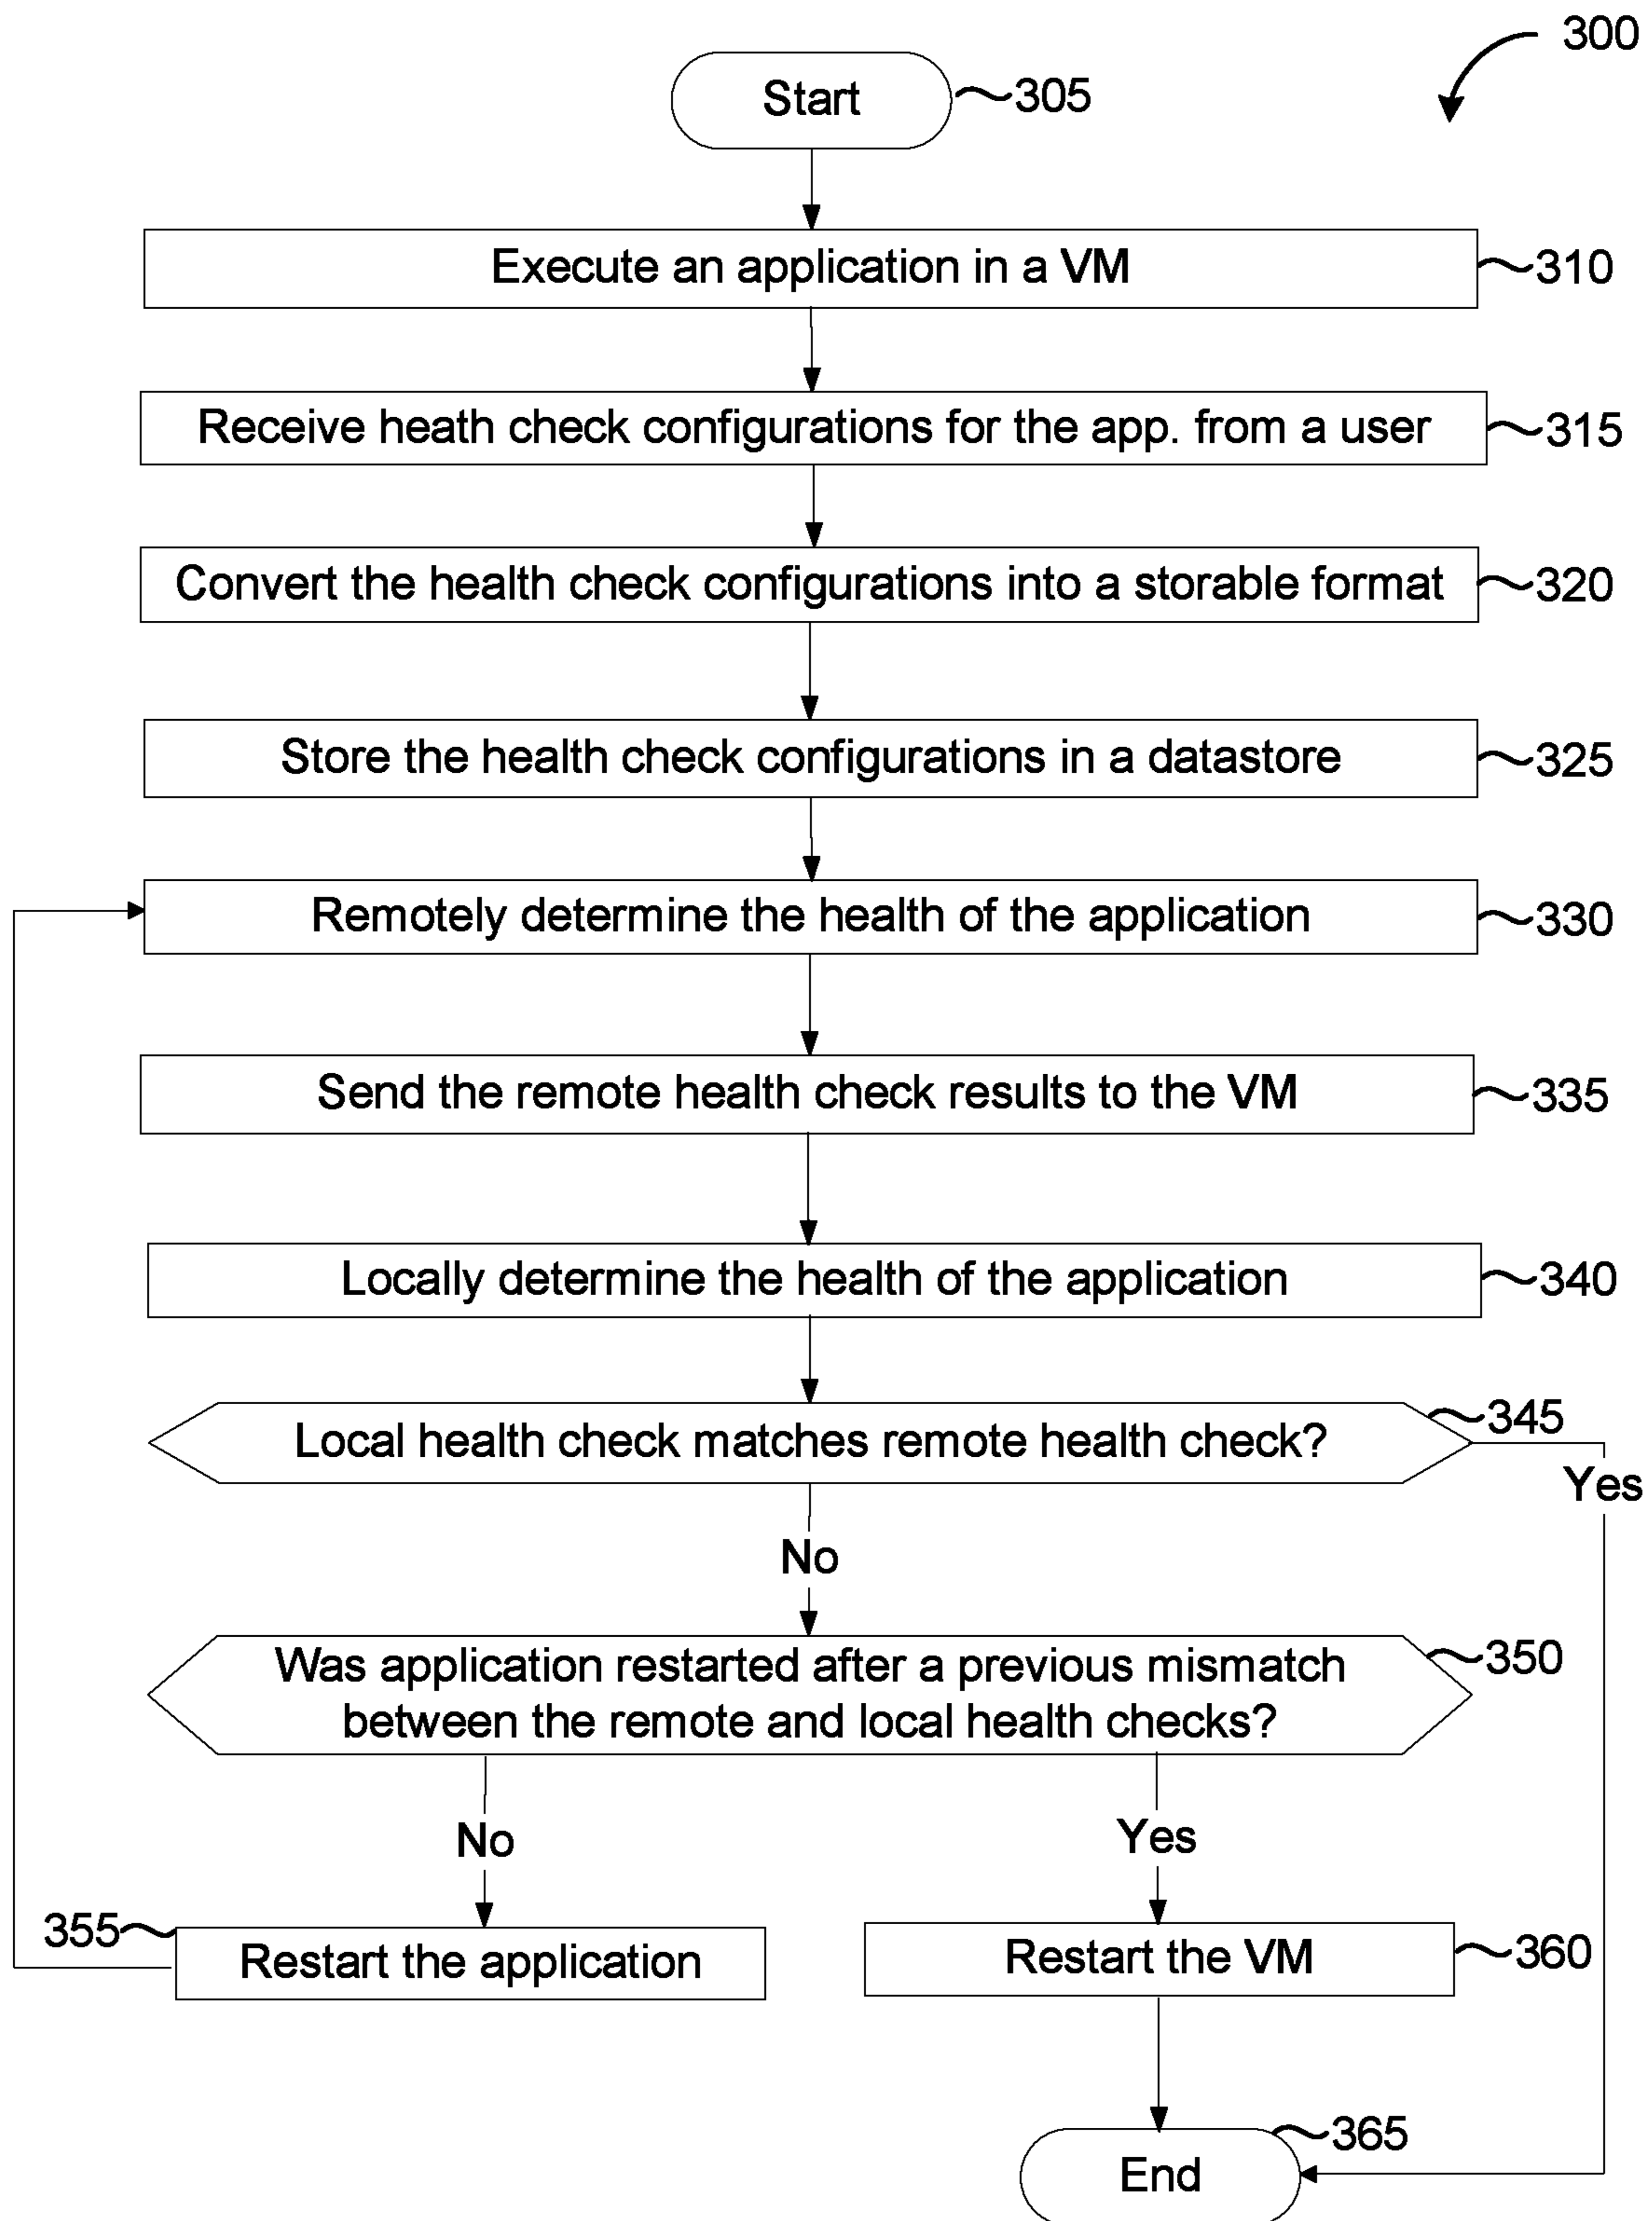 300
Start
305
Execute an application in a VM
310
Receive heath check configurations for the app. from a user
315
Convert the health check configurations into a storable format
320
Store the health check configurations in a datastore
325
Remotely determine the health of the application
330
Send the remote health check results to the VM
335
Locally determine the health of the application
340
Local health check matches remote health check?
345
Yes
No
Was application restarted after a previous mismatch
between the remote and local health checks?
350
No
Yes
355
Restart the application
Restart the VM
360
365
End